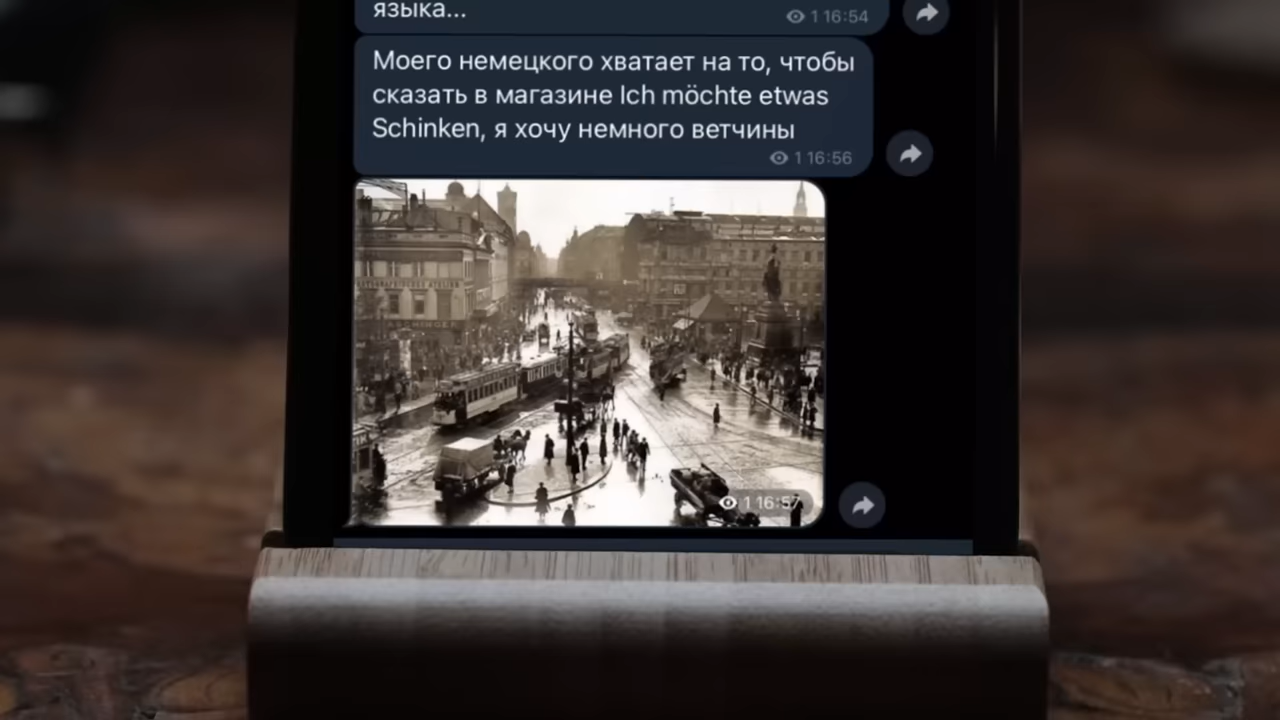 языка...
1 16:54
Моего немецкого хватает на то, чтобы
сказать в магазине Ich möchte etwas
Schinken, я хочу немного ветчины
1 16:56
ASCHINGER
1 16:57